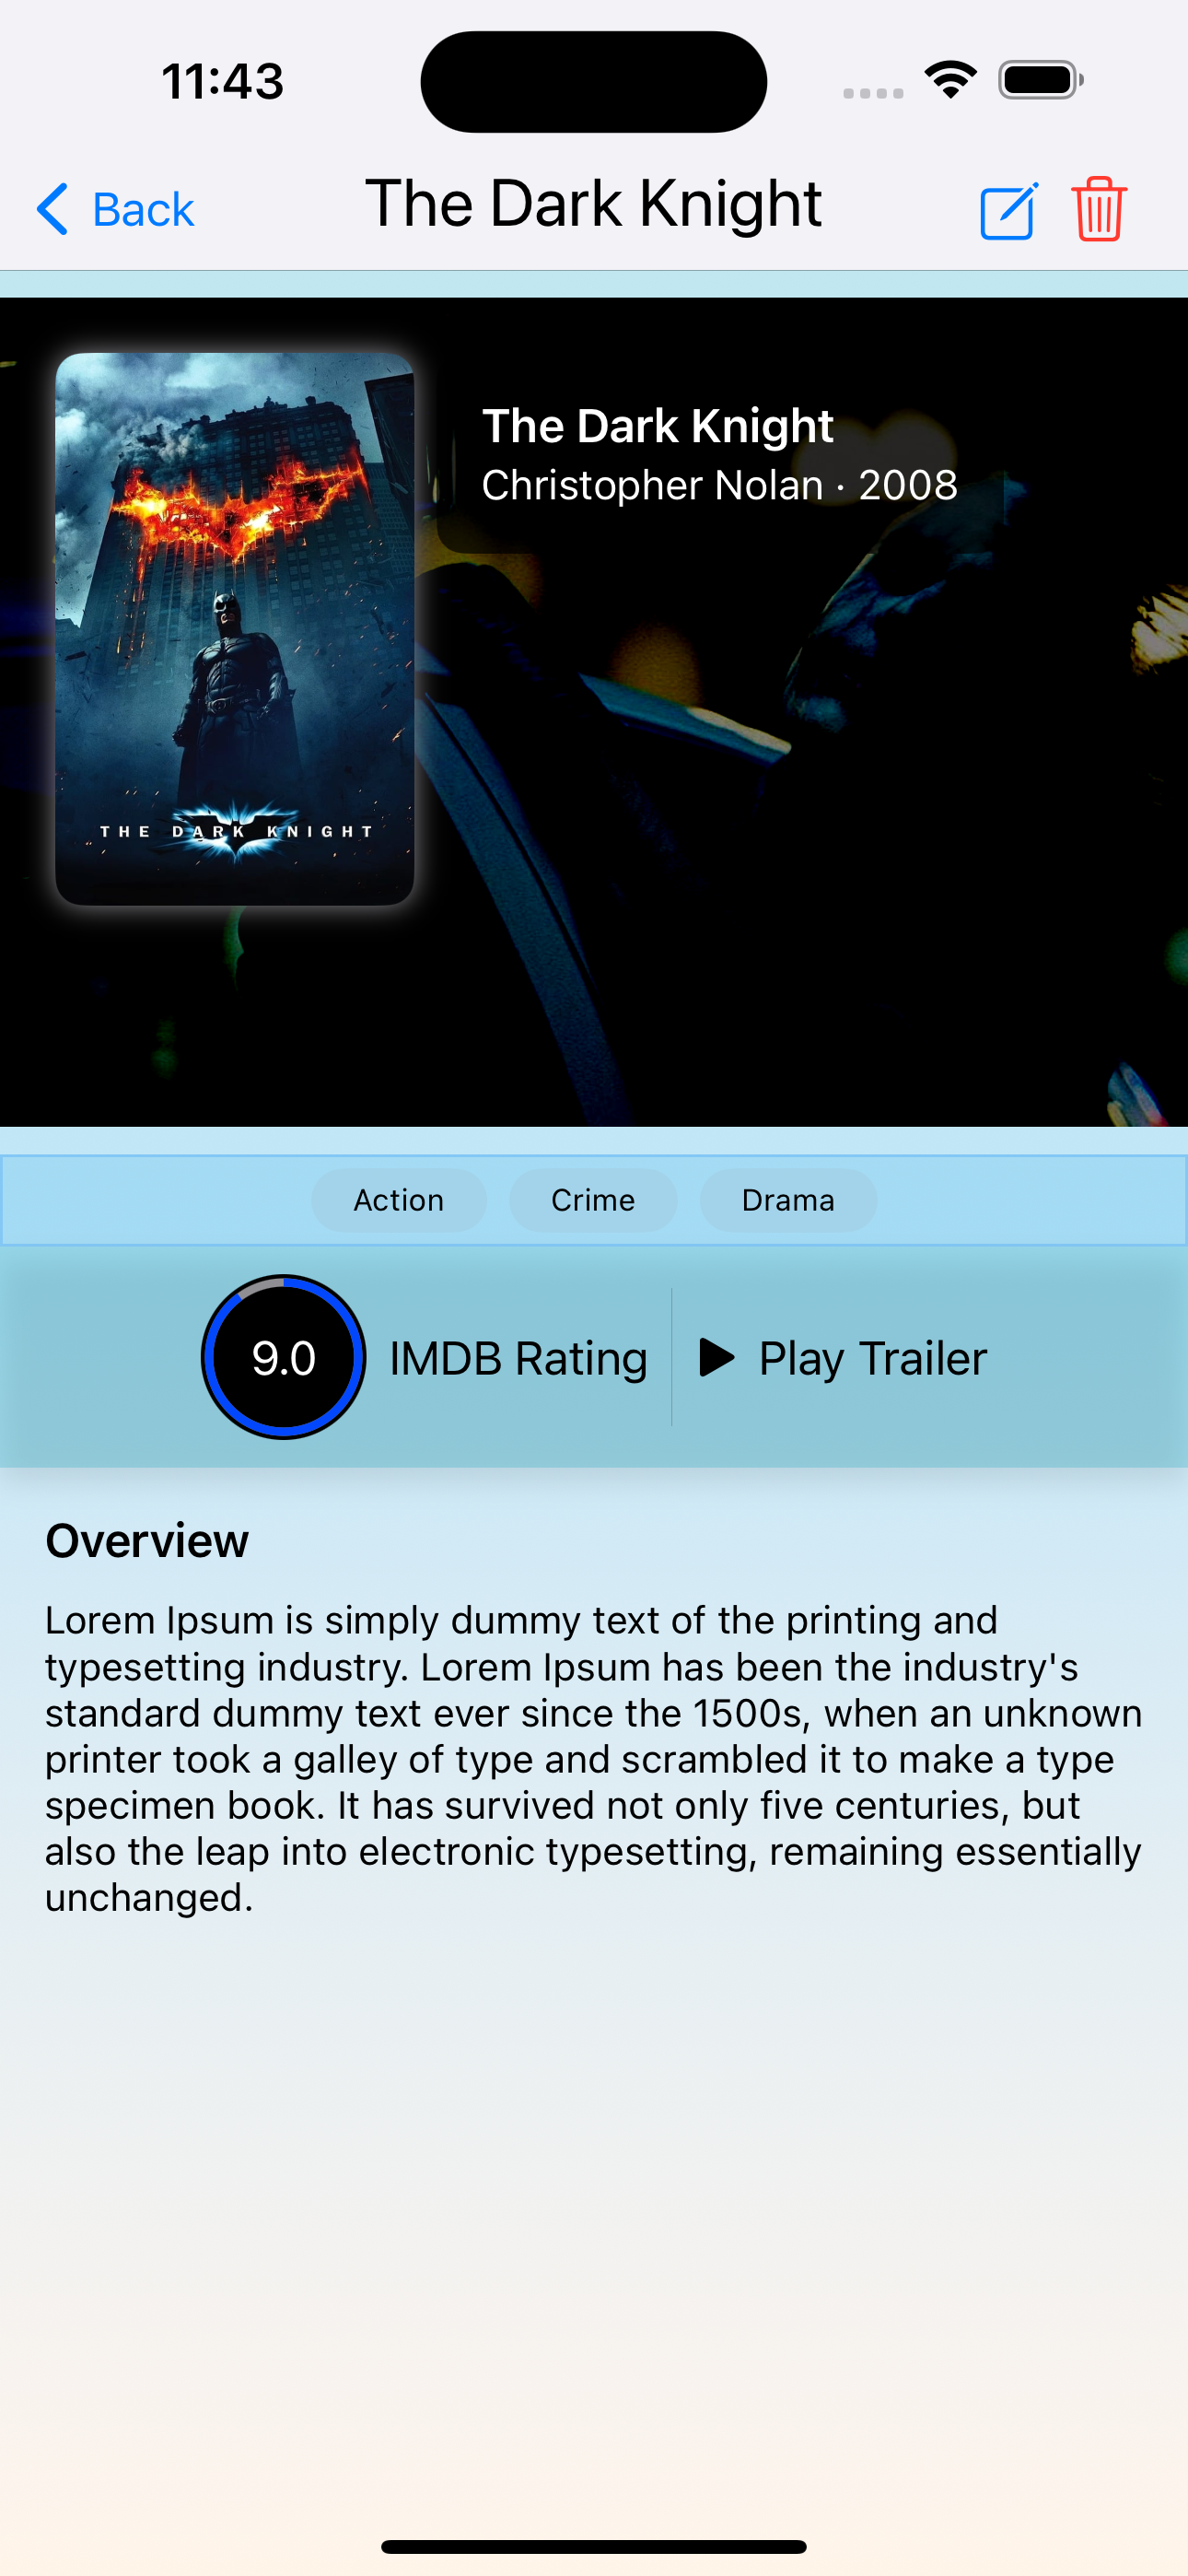 11:43
Back
The Dark Knight
The Dark Knight
Christopher Nolan · 2008
THE DARK KNIGHT
Action
Crime
Drama
9.0
IMDB Rating
Play Trailer
Overview
Lorem Ipsum is simply dummy text of the printing and
typesetting industry. Lorem Ipsum has been the industry's
standard dummy text ever since the 1500s, when an unknown
printer took a galley of type and scrambled it to make a type
specimen book. It has survived not only five centuries, but
also the leap into electronic typesetting, remaining essentially
unchanged.